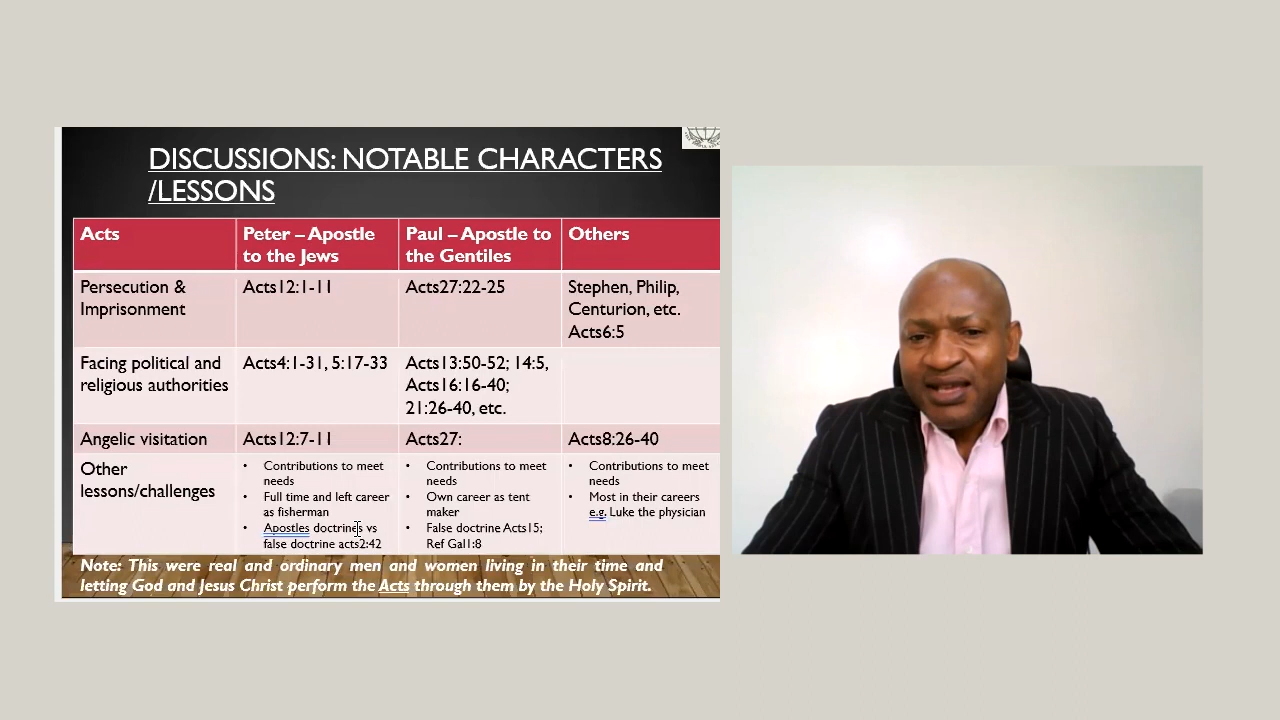 DISCUSSIONS: NOTABLE CHARACTERS
/LESSONS
Acts
Peter – Apostle
to the Jews
Paul – Apostle to
the Gentiles
Others
Persecution &
Imprisonment
Acts12:1-11
Acts27:22-25
Stephen, Philip,
Centurion, etc.
Acts6:5
Facing political and
religious authorities
Acts4:1-31, 5:17-33
Acts13:50-52; 14:5,
Acts16:16-40;
21:26-40, etc.
Angelic visitation
Acts12:7-11
Acts27:
Acts8:26-40
Other
lessons/challenges
• Contributions to meet
needs
• Full time and left career
as fisherman
• Apostles doctrines vs
false doctrine acts2:42
• Contributions to meet
needs
• Own career as tent
maker
• False doctrine Acts15;
Ref Gal1:8
• Contributions to meet
needs
• Most in their careers
e.g. Luke the physician
Note: This were real and ordinary men and women living in their time and
letting God and Jesus Christ perform the Acts through them by the Holy Spirit.